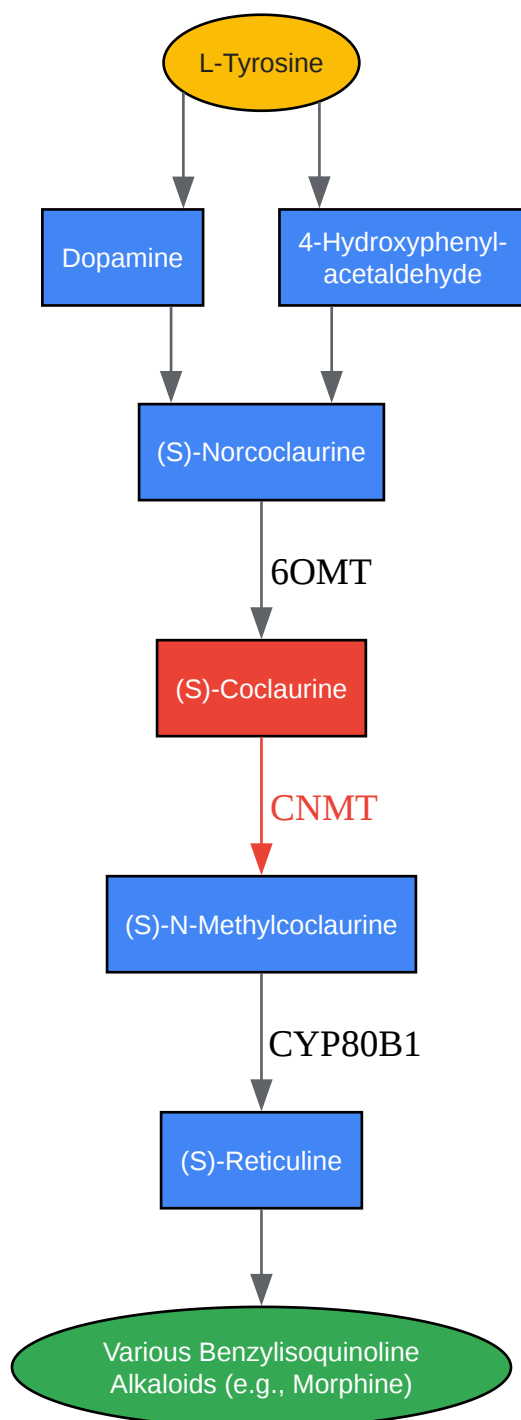 L-Tyrosine
Dopamine
4-Hydroxyphenyl-
acetaldehyde
(S)-Norcoclaurine
6OMT
(S)-Coclaurine
CNMT
(S)-N-Methylcoclaurine
CYP80B1
(S)-Reticuline
Various Benzylisoquinoline
Alkaloids (e.g., Morphine)